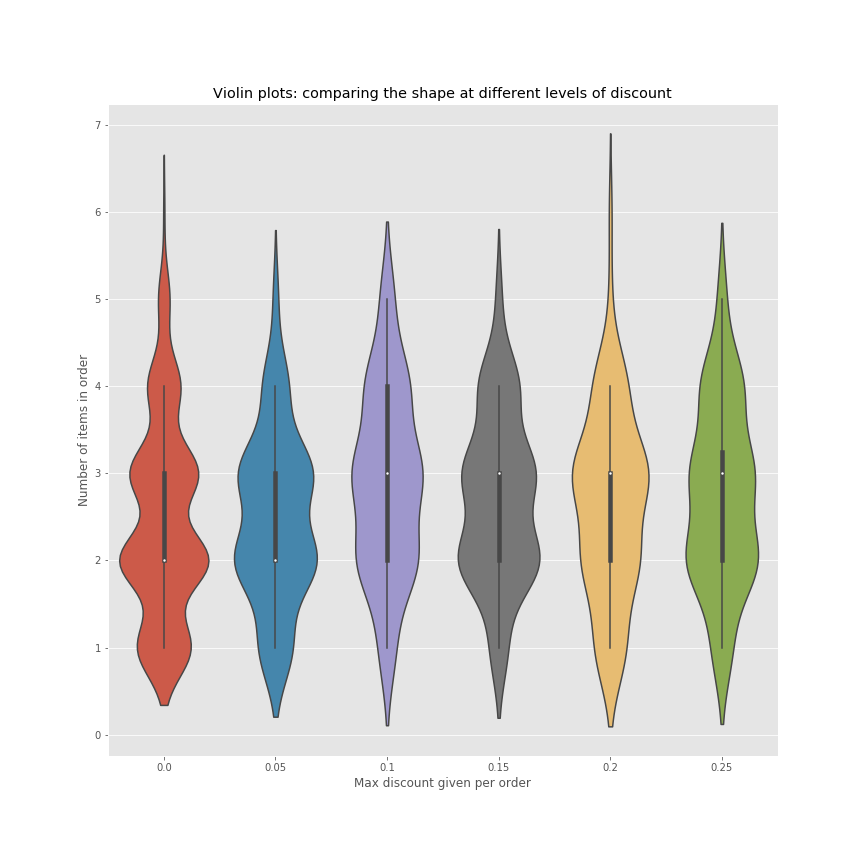 Violin plots: comparing the shape at different levels of discount
7
6
5
4
3
2
1
0
Number of items in order
0.0 0.05 0.1 0.15 0.2 0.25
Max discount given per order